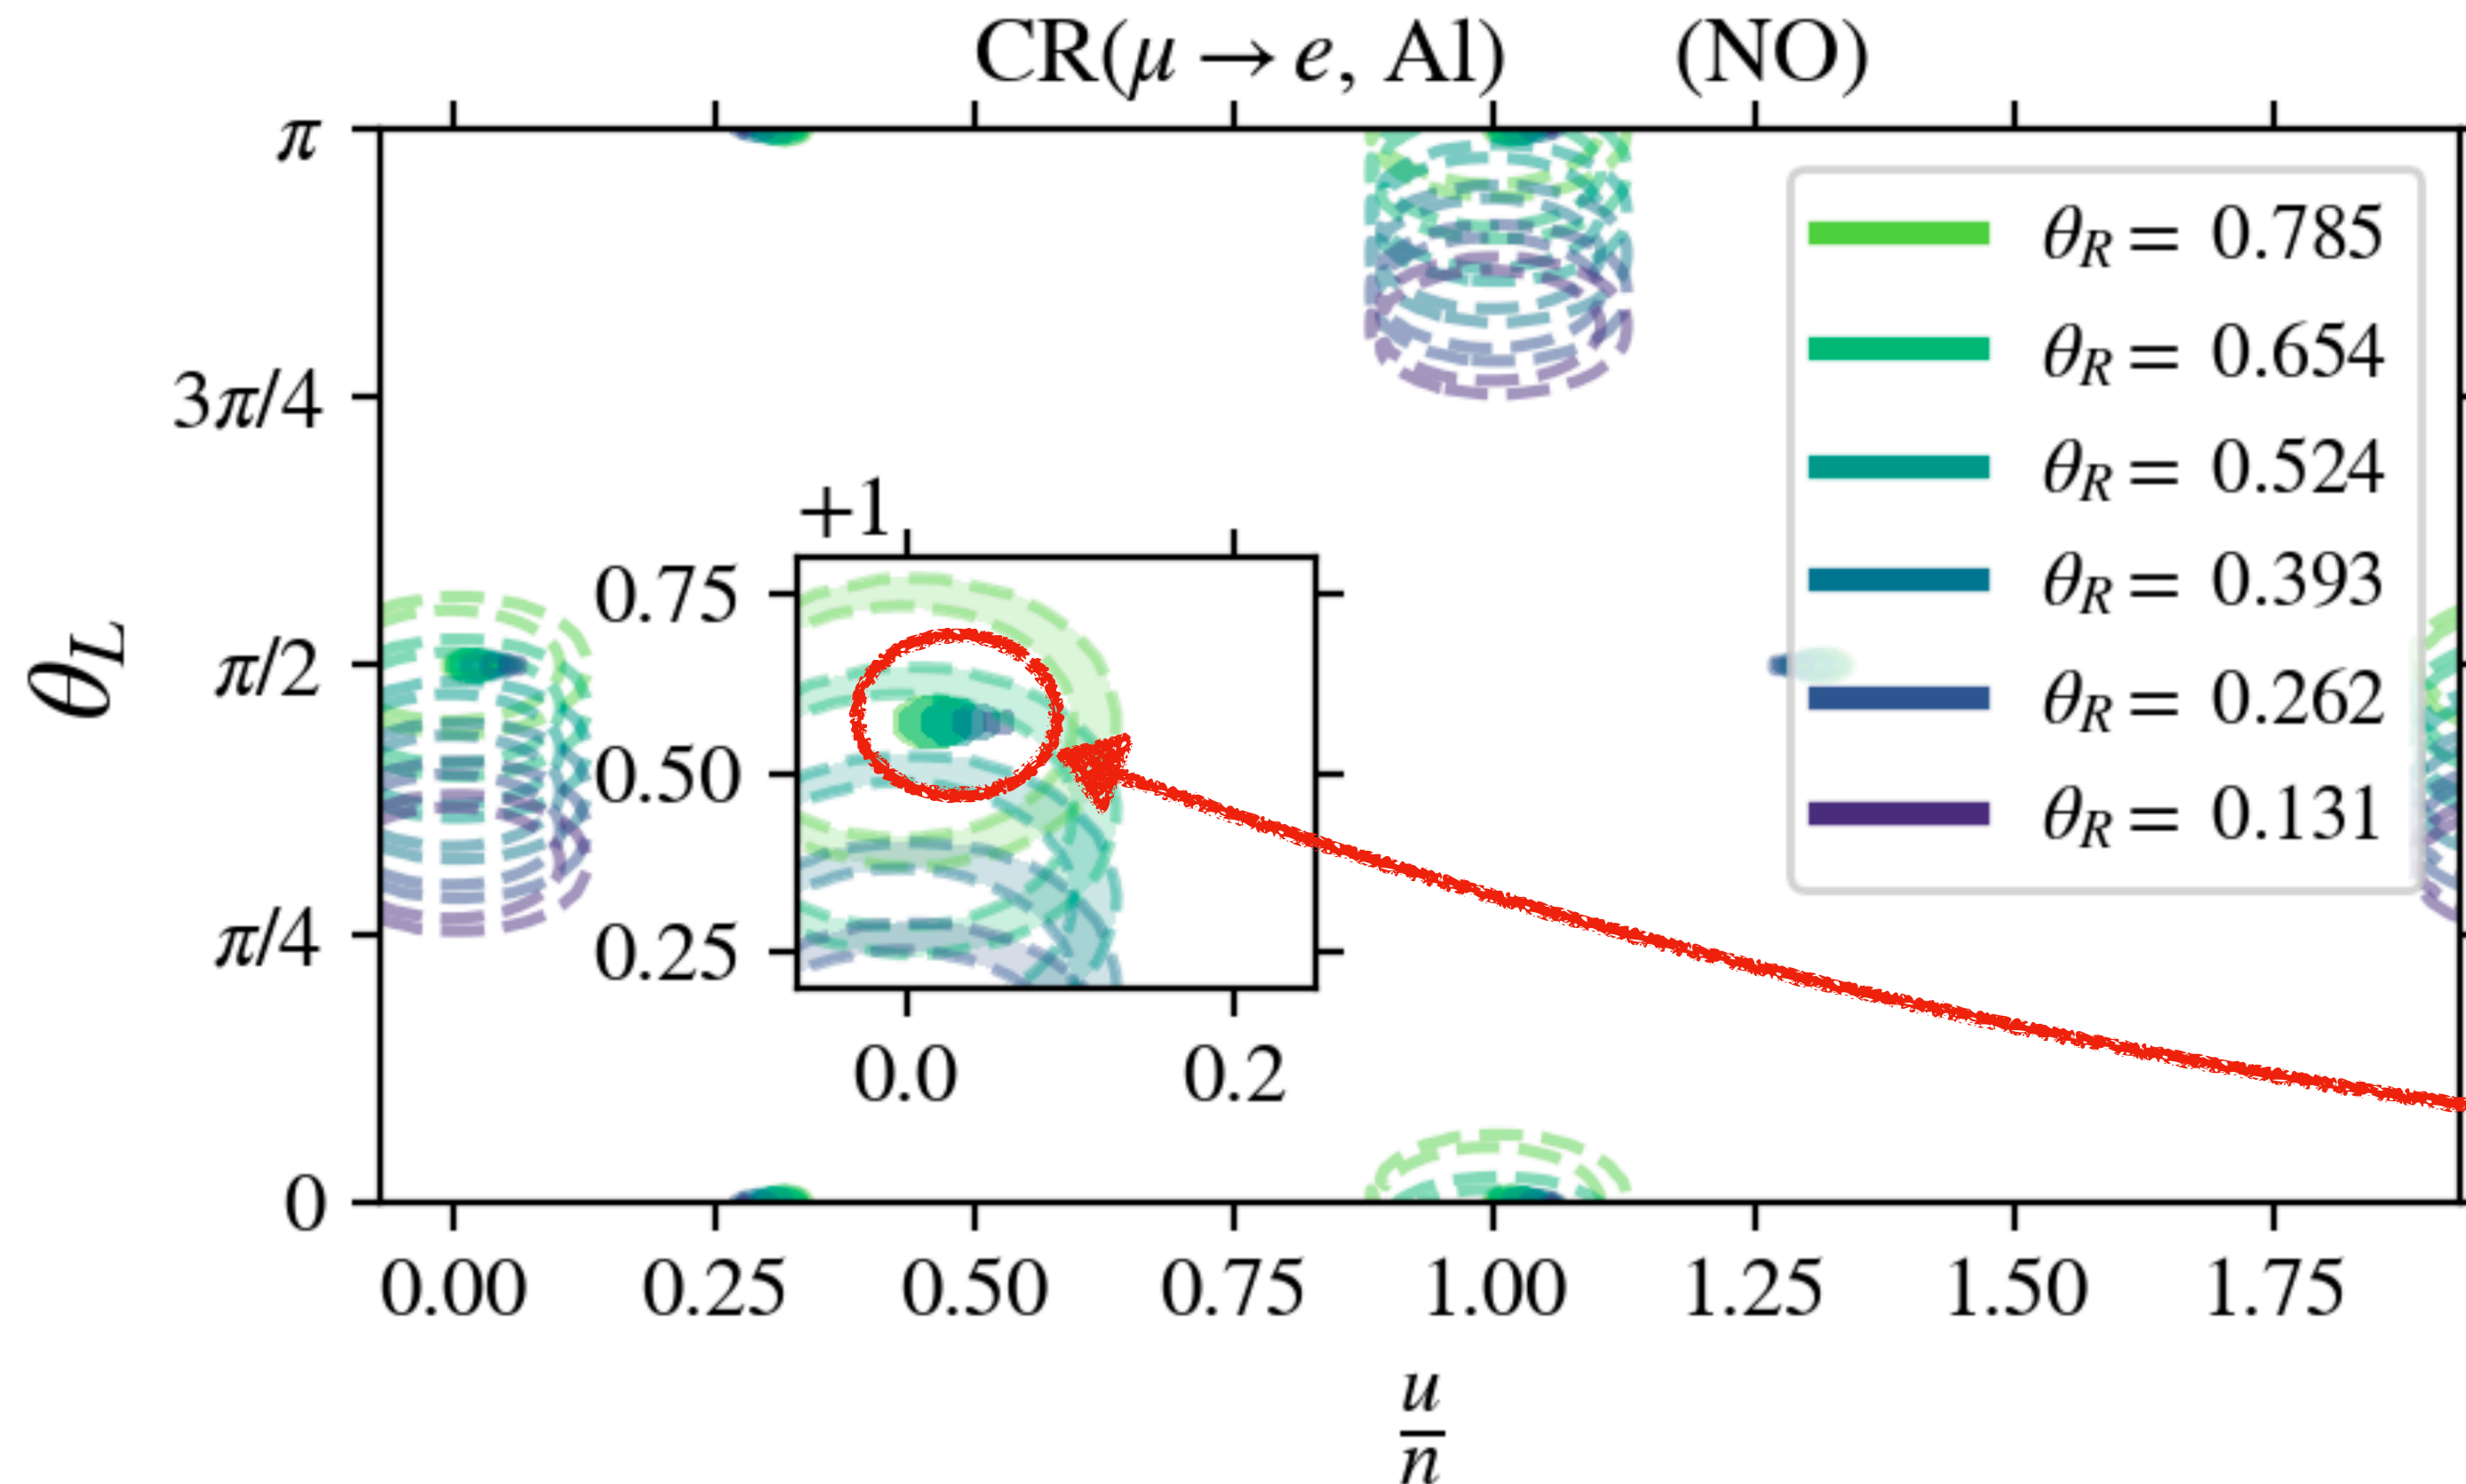 CR(μ → e, Al) (NO)
π
3π/4
π/2
π/4
0
θ_L
+1
0.75
0.50
0.25
0.0 0.2
θ_R = 0.785
θ_R = 0.654
θ_R = 0.524
θ_R = 0.393
θ_R = 0.262
θ_R = 0.131
0.00 0.25 0.50 0.75 1.00 1.25 1.50 1.75
u
n